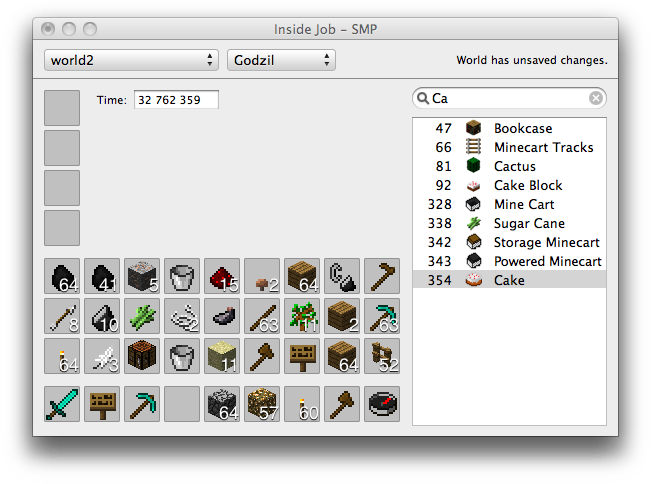 Inside Job – SMP
world2
Godzil
World has unsaved changes.
Time: 32 762 359
Ca
47 Bookcase
66 Minecart Tracks
81 Cactus
92 Cake Block
328 Mine Cart
338 Sugar Cane
342 Storage Minecart
343 Powered Minecart
354 Cake
64 41 5 15 2 64
8 10 2 63 11 2 63
64 3 11 64 52
64 57 60